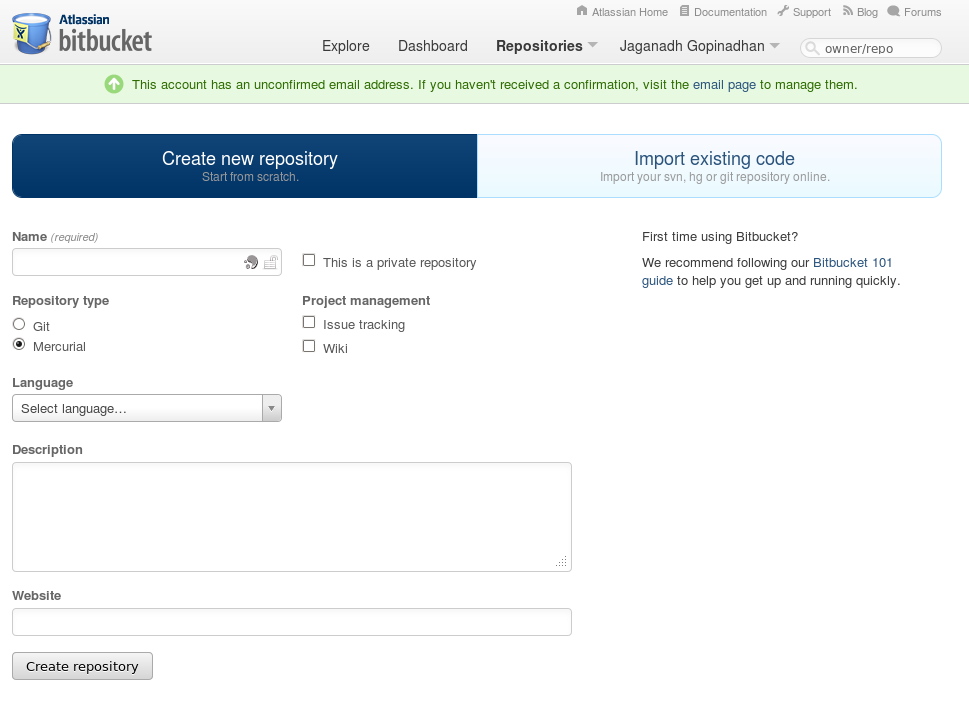 Atlassian
bitbucket
Atlassian Home Documentation Support Blog Forums
Explore Dashboard Repositories Jaganadh Gopinadhan owner/repo
This account has an unconfirmed email address. If you haven't received a confirmation, visit the email page to manage them.
Create new repository
Start from scratch.
Import existing code
Import your svn, hg or git repository online.
Name (required)
This is a private repository
Repository type
Git
Mercurial
Project management
Issue tracking
Wiki
Language
Select language...
Description
Website
Create repository
First time using Bitbucket?
We recommend following our Bitbucket 101
guide to help you get up and running quickly.